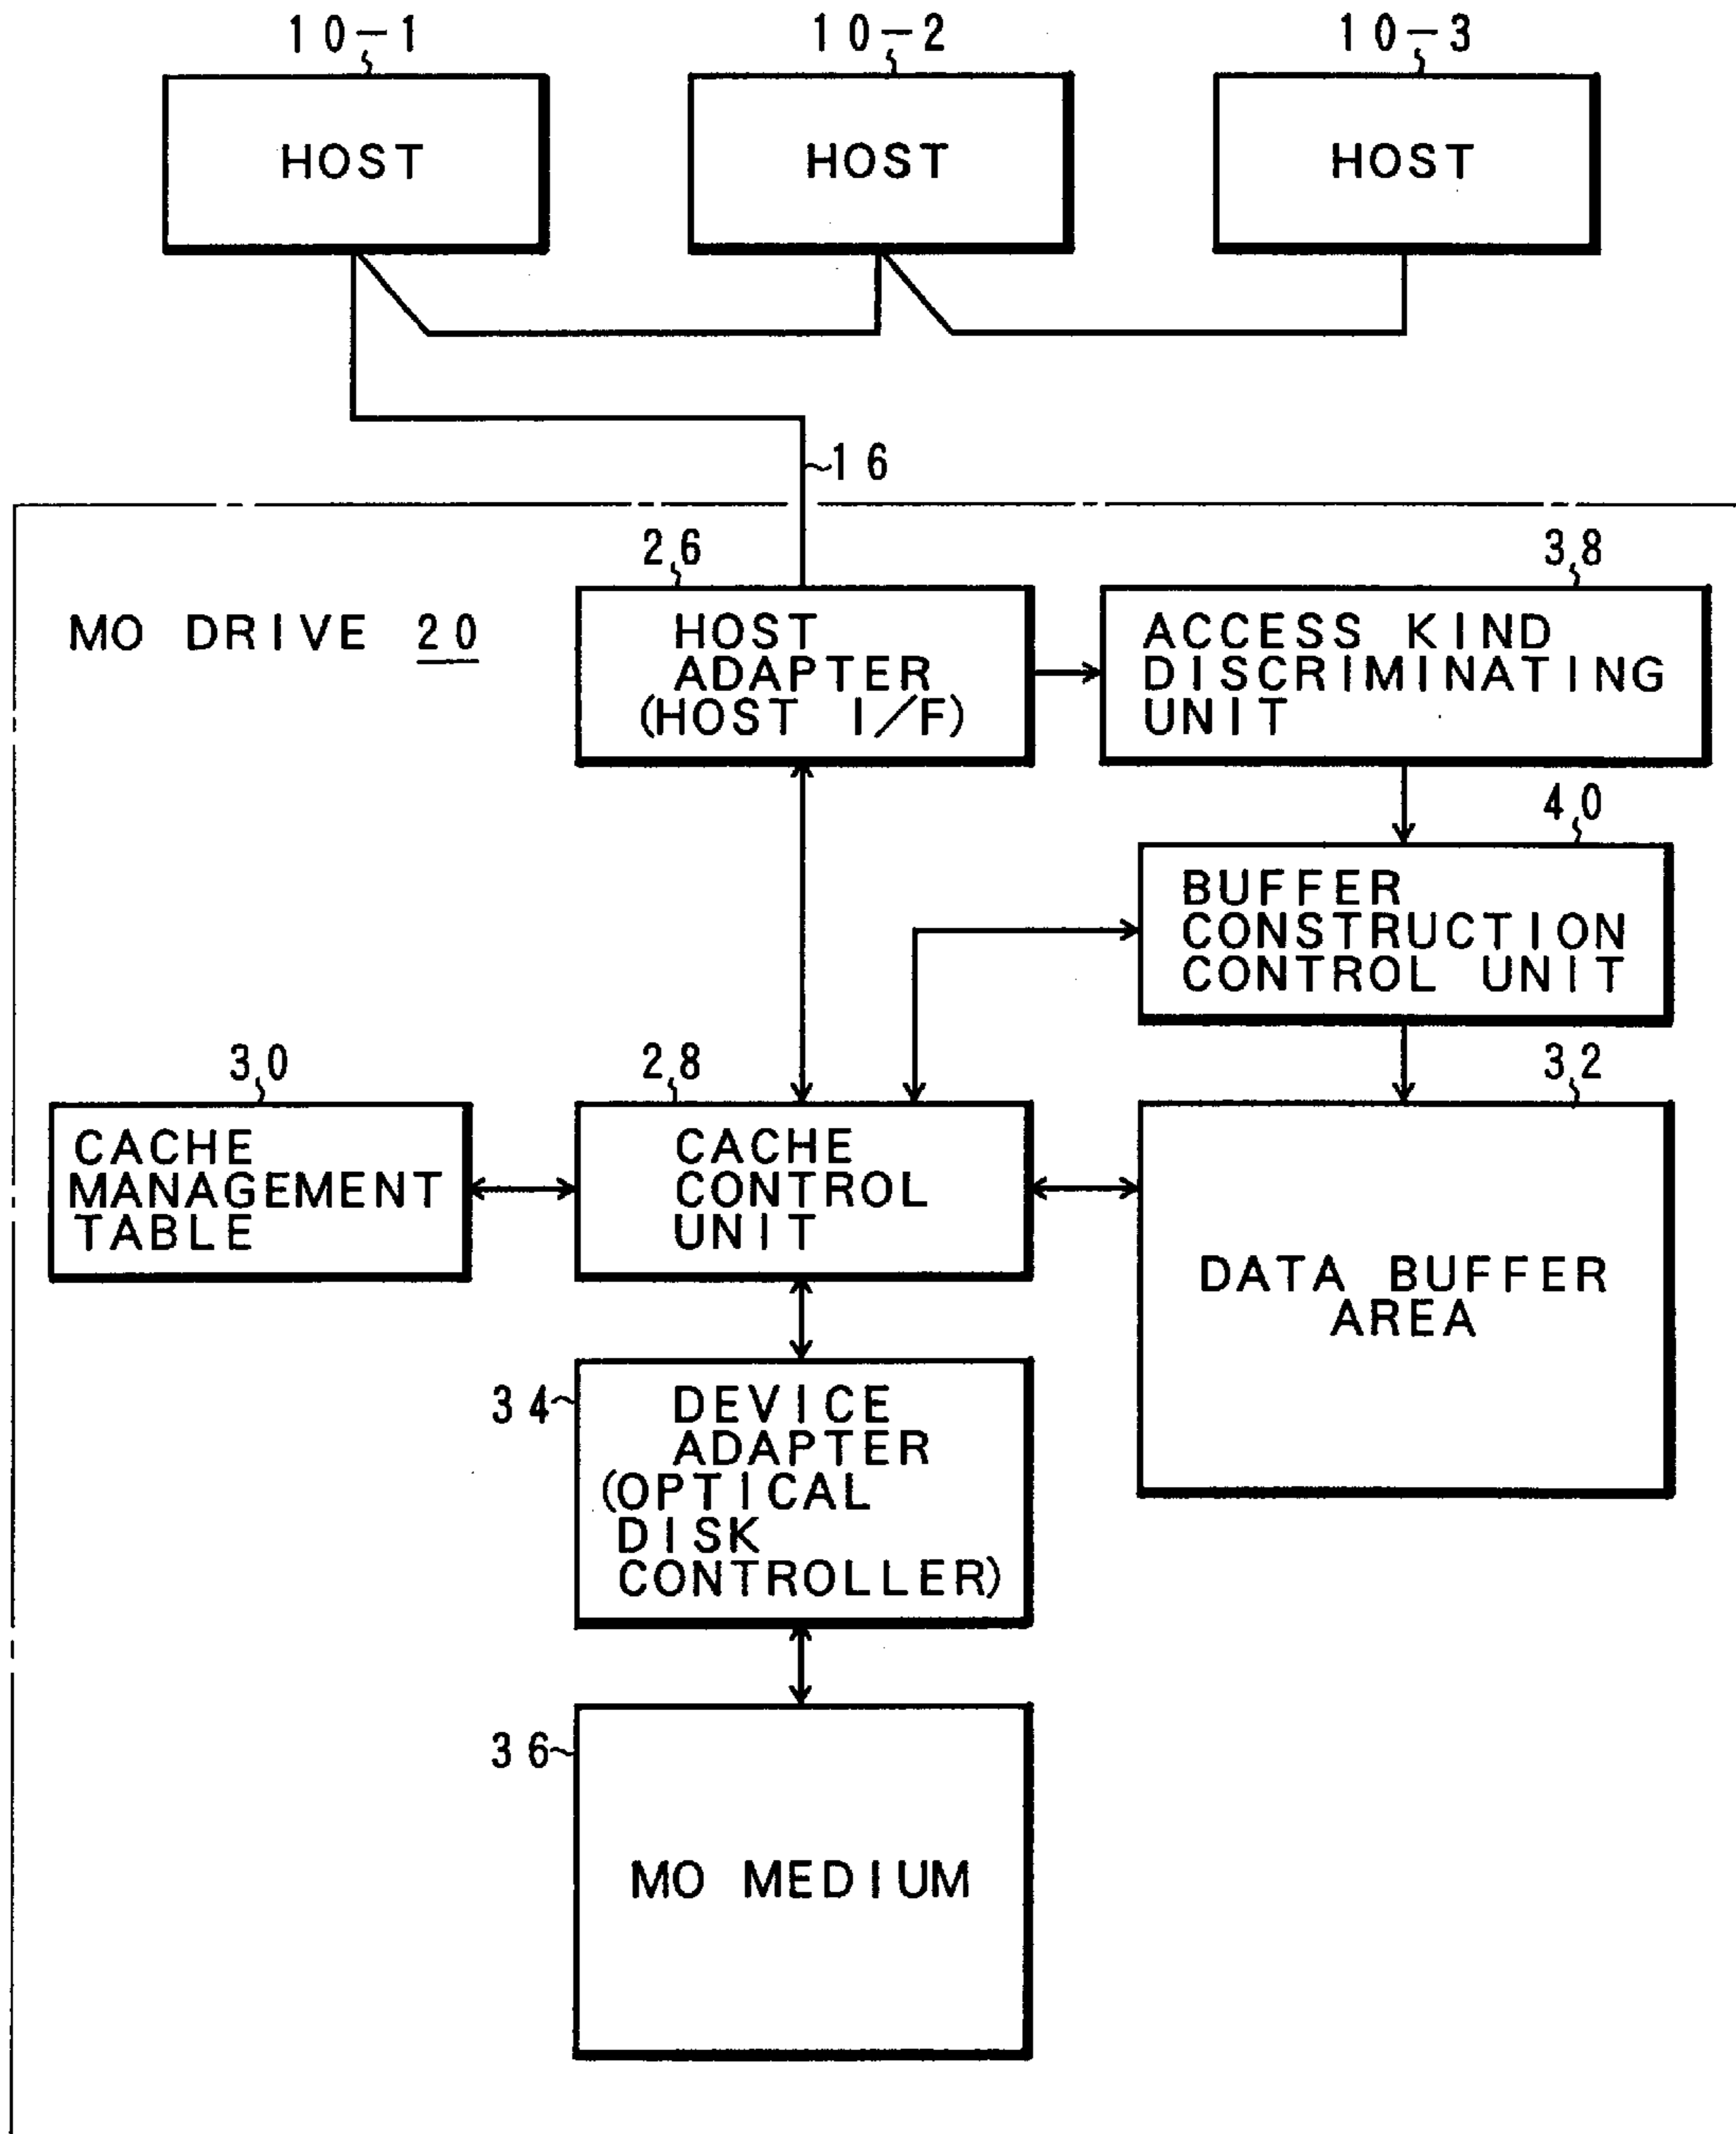 10-1
10-2
10-3
HOST
HOST
HOST
16
26
38
MO DRIVE 20
HOST
ADAPTER
(HOST I/F)
ACCESS KIND
DISCRIMINATING
UNIT
40
BUFFER
CONSTRUCTION
CONTROL UNIT
30
28
32
CACHE
MANAGEMENT
TABLE
CACHE
CONTROL
UNIT
DATA BUFFER
AREA
34
DEVICE
ADAPTER
(OPTICAL
DISK
CONTROLLER)
36
MO MEDIUM